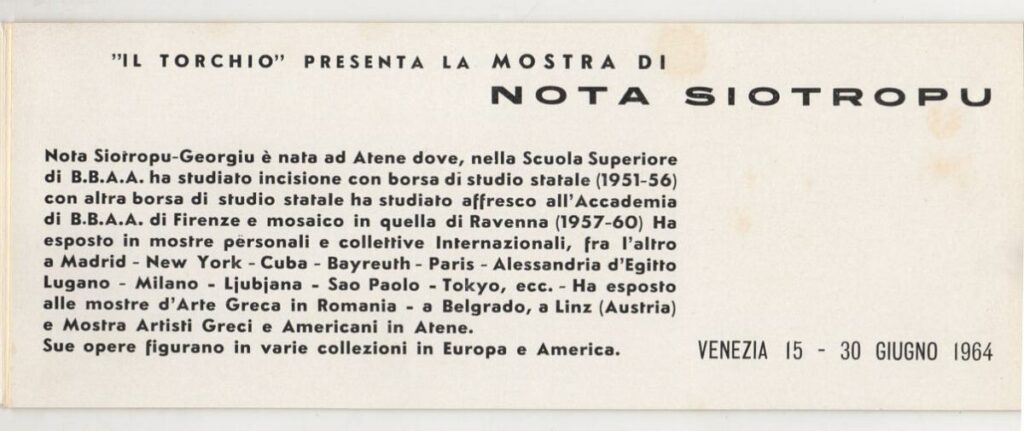 "IL TORCHIO" PRESENTA LA MOSTRA DI
NOTA SIOTROPU
Nota Siotropu-Georgiu è nata ad Atene dove, nella Scuola Superiore
di B.B.A.A. ha studiato incisione con borsa di studio statale (1951-56)
con altra borsa di studio statale ha studiato affresco all'Accademia
di B.B.A.A. di Firenze e mosaico in quella di Ravenna (1957-60) Ha
esposto in mostre personali e collettive Internazionali, fra l'altro
a Madrid - New York - Cuba - Bayreuth - Paris - Alessandria d'Egitto
Lugano - Milano - Ljubjana - Sao Paolo - Tokyo, ecc. - Ha esposto
alle mostre d'Arte Greca in Romania - a Belgrado, a Linz (Austria)
e Mostra Artisti Greci e Americani in Atene.
Sue opere figurano in varie collezioni in Europa e America.
VENEZIA 15 - 30 GIUGNO 1964